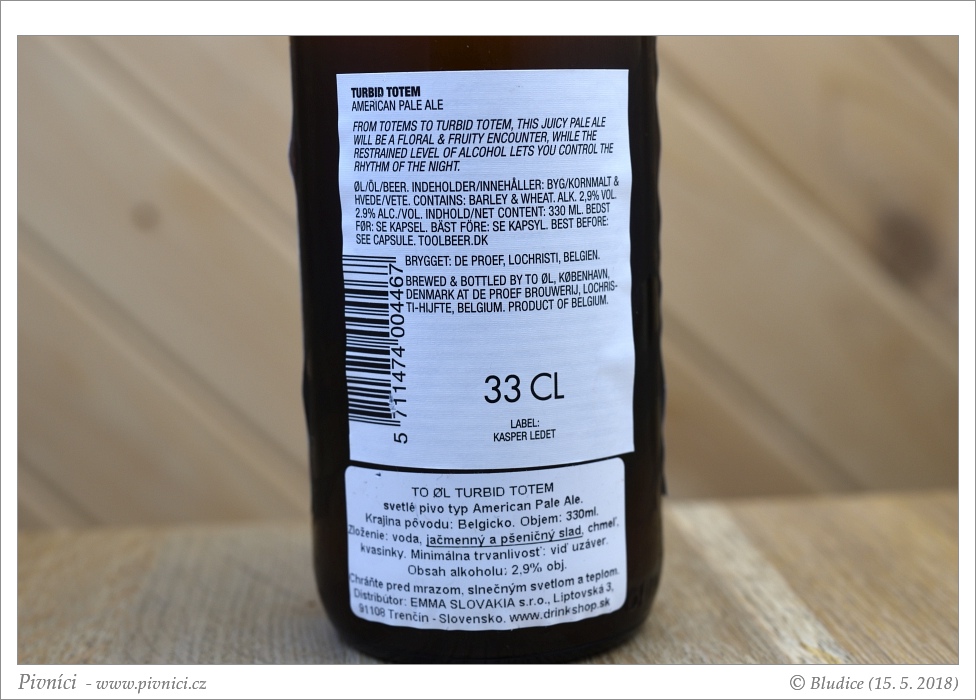 TURBID TOTEM
AMERICAN PALE ALE
FROM TOTEMS TO TURBID TOTEM, THIS JUICY PALE ALE
WILL BE A FLORAL & FRUITY ENCOUNTER, WHILE THE
RESTRAINED LEVEL OF ALCOHOL LETS YOU CONTROL THE
RHYTHM OF THE NIGHT.
ØL/ÖL/BEER. INDEHOLDER/INNEHÅLLER: BYG/KORNMALT &
HVEDE/VETE. CONTAINS: BARLEY & WHEAT. ALK. 2,9% VOL.
2.9% ALC./VOL. INDHOLD/NET CONTENT: 330 ML. BEDST
FØR: SE KAPSEL. BÄST FÖRE: SE KAPSYL. BEST BEFORE:
SEE CAPSULE. TOOLBEER.DK
BRYGGET: DE PROEF, LOCHRISTI, BELGIEN.
BREWED & BOTTLED BY TO ØL, KØBENHAVN,
DENMARK AT DE PROEF BROUWERIJ, LOCHRIS-
TI-HIJFTE, BELGIUM. PRODUCT OF BELGIUM.
5 711474 004467
33 CL
LABEL:
KASPER LEDET
TO ØL TURBID TOTEM
svetlé pivo typ American Pale Ale.
Krajina pôvodu: Belgicko. Objem: 330ml.
Zloženie: voda, jačmenný a pšeničný slad, chmeľ,
kvasinky. Minimálna trvanlivosť: viď uzáver.
Obsah alkoholu: 2,9% obj.
Chráňte pred mrazom, slnečným svetlom a teplom.
Distribútor: EMMA SLOVAKIA s.r.o., Liptovská 3,
91108 Trenčín - Slovensko. www.drinkshop.sk
Pivníci - www.pivnici.cz
© Bludice (15. 5. 2018)